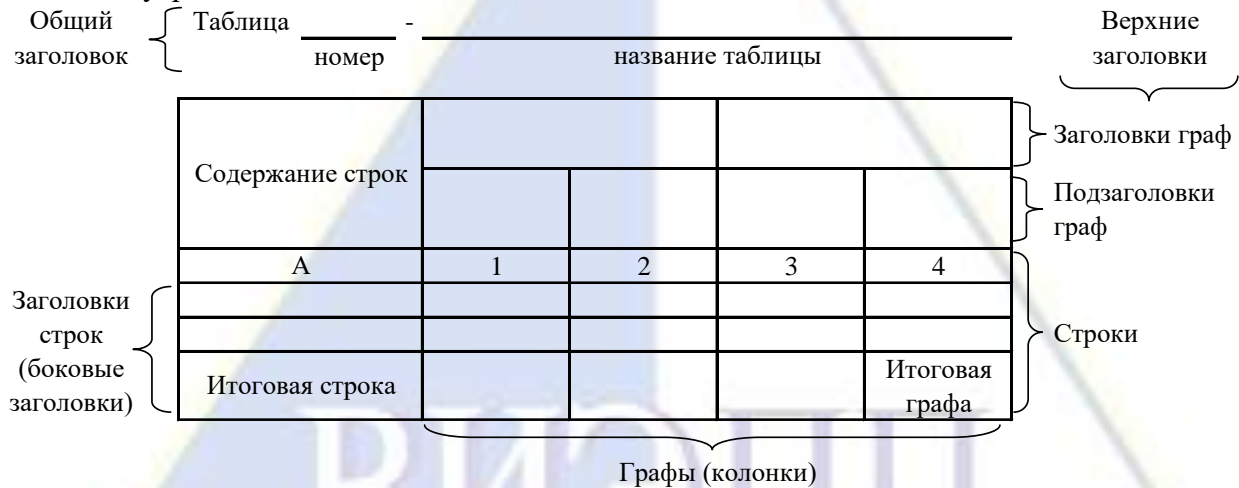 Общий
заголовок
Таблица -
номер
название таблицы
Верхние
заголовки
Содержание строк
Заголовки граф
Подзаголовки
граф
А 1 2 3 4
Заголовки
строк
(боковые
заголовки)
Строки
Итоговая строка
Итоговая
графа
Графы (колонки)